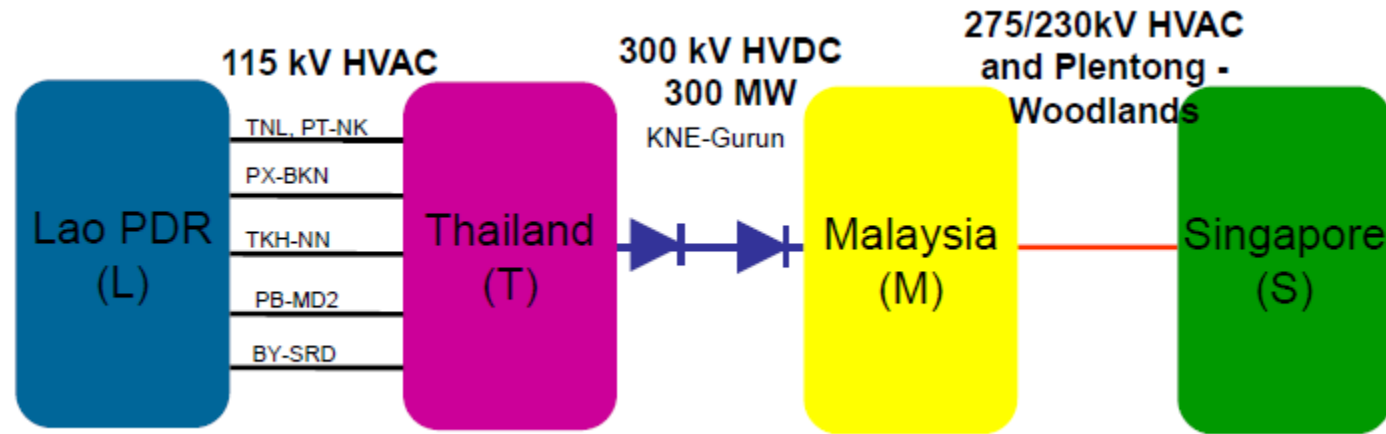 115 kV HVAC
300 kV HVDC
300 MW
KNE-Gurun
275/230kV HVAC
and Plentong -
Woodlands
Lao PDR
(L)
TNL, PT-NK
PX-BKN
TKH-NN
PB-MD2
BY-SRD
Thailand
(T)
Malaysia
(M)
Singapore
(S)